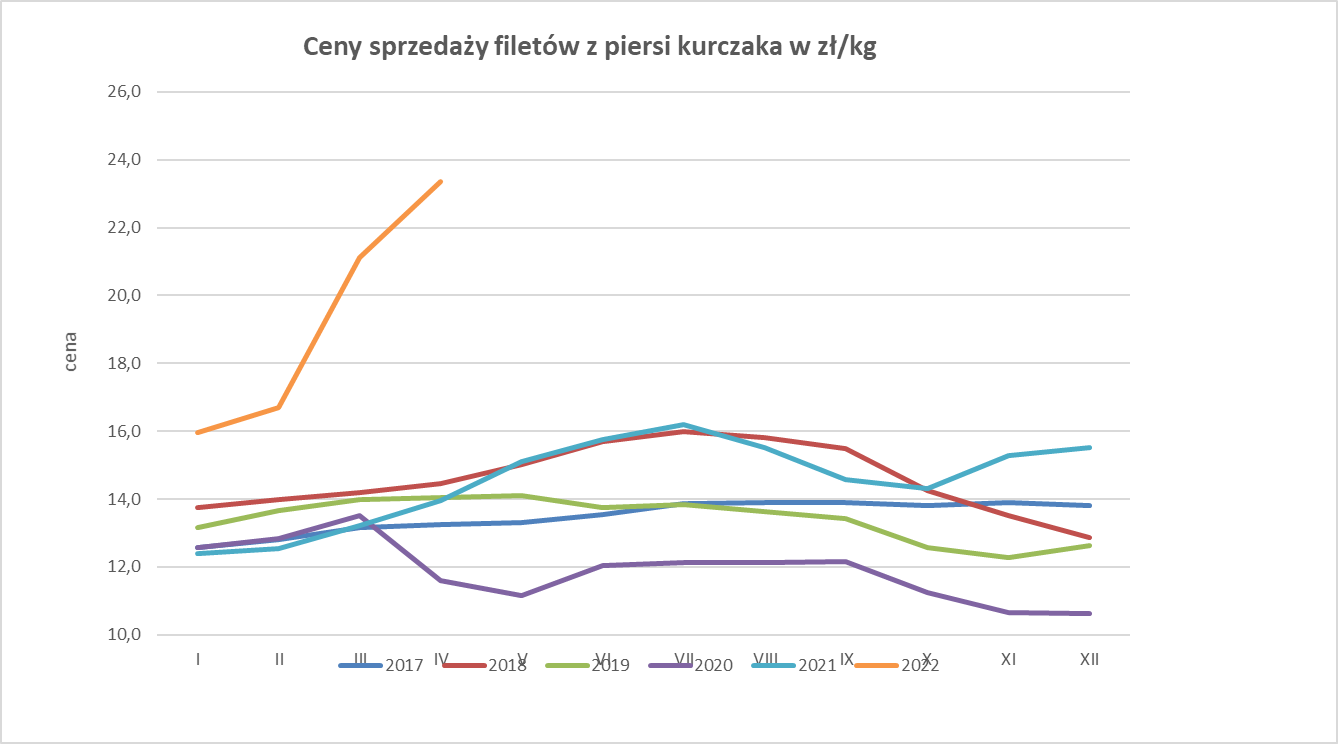 Ceny sprzedaży filetów z piersi kurczaka w zł/kg
26,0
24,0
22,0
20,0
18,0
16,0
14,0
12,0
10,0
cena
I II III IV V VI VII VIII IX X XI XII
2017 2018 2019 2020 2021 2022